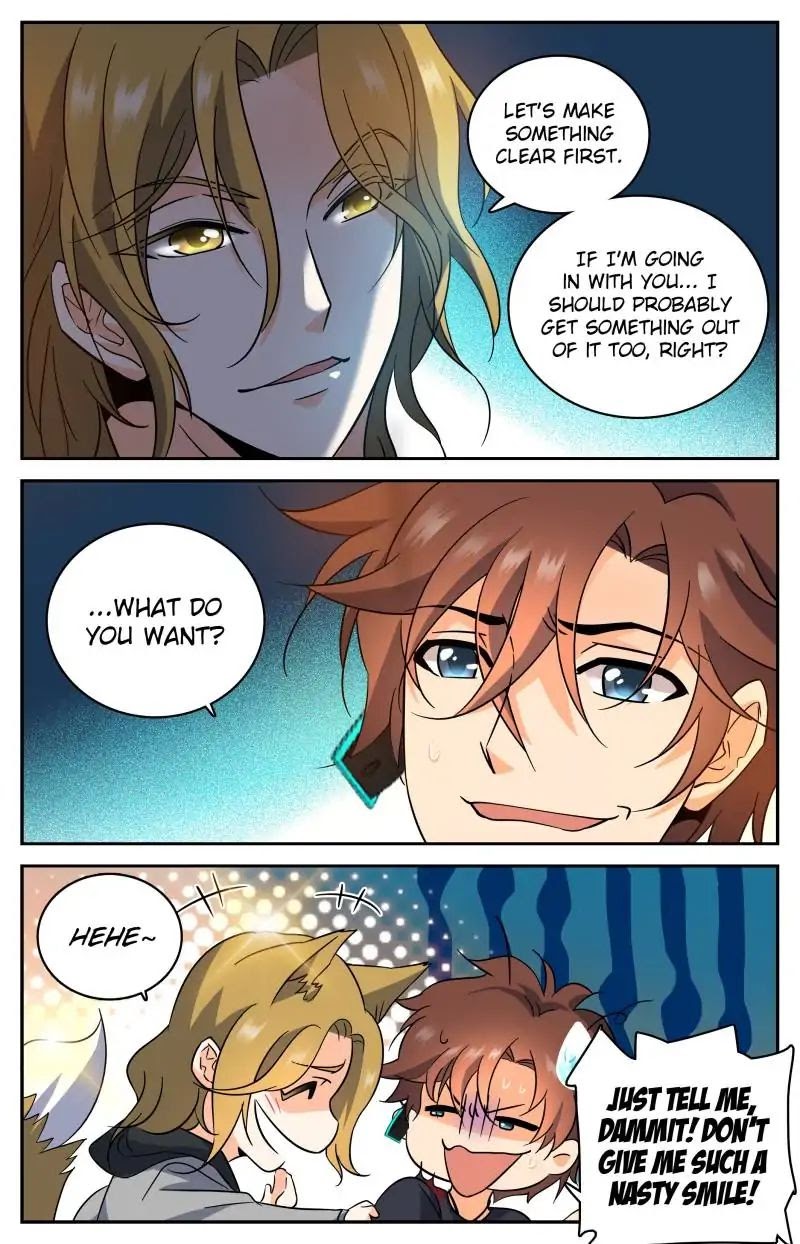 LET'S MAKE
SOMETHING
CLEAR FIRST.
IF I'M GOING
IN WITH YOU... I
SHOULD PROBABLY
GET SOMETHING OUT
OF IT TOO, RIGHT?
...WHAT DO
YOU WANT?
HEHE~
JUST TELL ME,
DAMMIT! DON'T
GIVE ME SUCH A
NASTY SMILE!